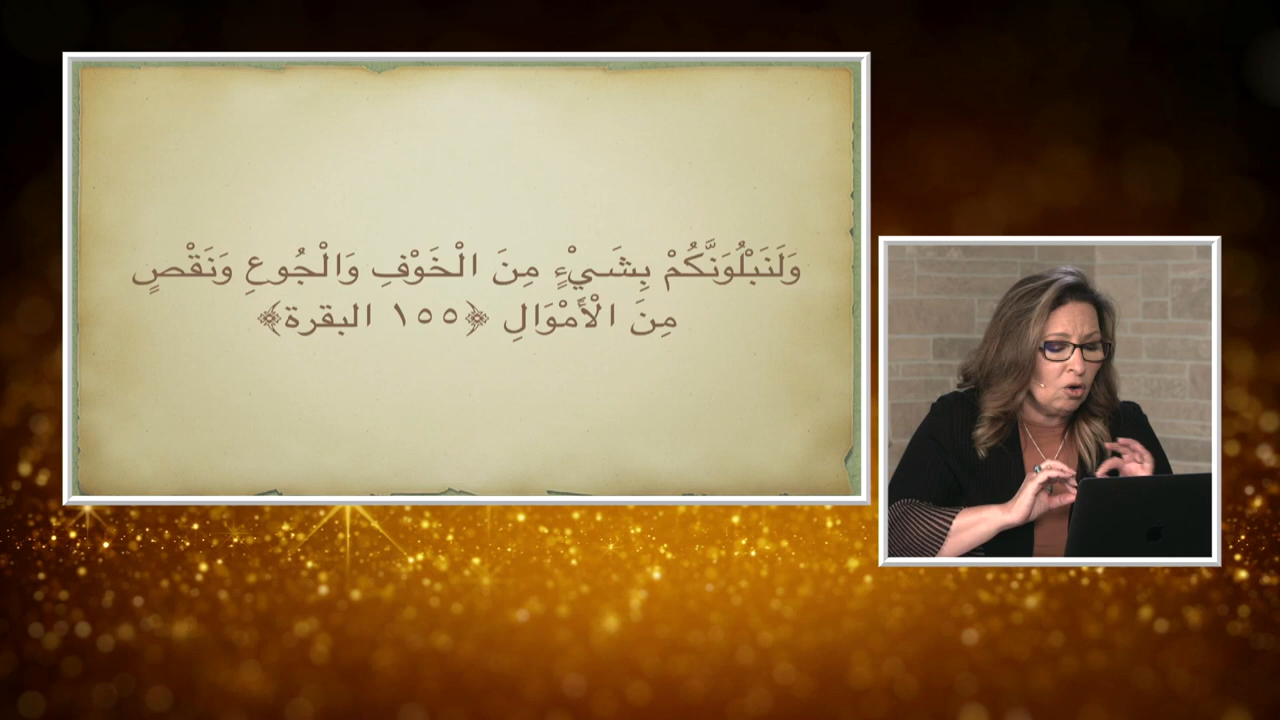 وَلَنَبْلُوَنَّكُمْ بِشَيْءٍ مِنَ الْخَوْفِ وَالْجُوعِ وَنَقْصٍ
مِنَ الْأَمْوَالِ ﴿١٥٥ البقرة﴾